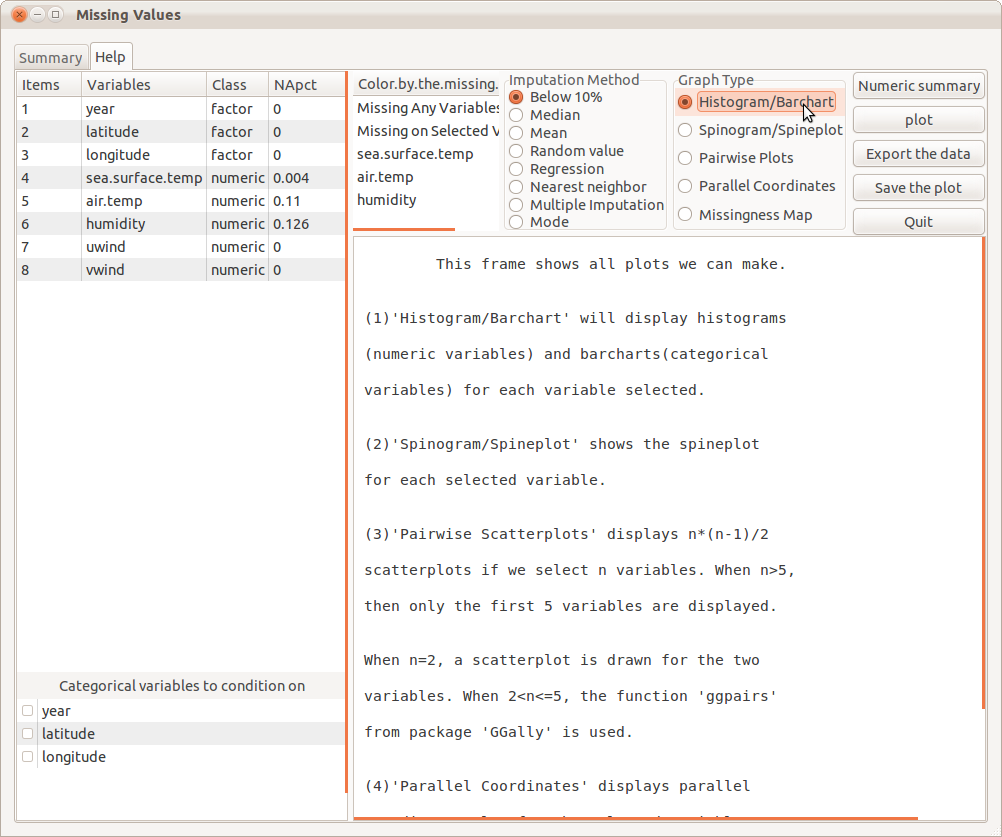 Missing Values
Summary
Help
Items Variables Class NApct
1 year factor 0
2 latitude factor 0
3 longitude factor 0
4 sea.surface.temp numeric 0.004
5 air.temp numeric 0.11
6 humidity numeric 0.126
7 uwind numeric 0
8 vwind numeric 0
Categorical variables to condition on
year
latitude
longitude
Color.by.the.missing.
Missing Any Variables
Missing on Selected V
sea.surface.temp
air.temp
humidity
Imputation Method
Below 10%
Median
Mean
Random value
Regression
Nearest neighbor
Multiple Imputation
Mode
Graph Type
Histogram/Barchart
Spinogram/Spineplot
Pairwise Plots
Parallel Coordinates
Missingness Map
Numeric summary
plot
Export the data
Save the plot
Quit
This frame shows all plots we can make.
(1)'Histogram/Barchart' will display histograms
(numeric variables) and barcharts(categorical
variables) for each variable selected.
(2)'Spinogram/Spineplot' shows the spineplot
for each selected variable.
(3)'Pairwise Scatterplots' displays n*(n-1)/2
scatterplots if we select n variables. When n>5,
then only the first 5 variables are displayed.
When n=2, a scatterplot is drawn for the two
variables. When 2<n<=5, the function 'ggpairs'
from package 'GGally' is used.
(4)'Parallel Coordinates' displays parallel